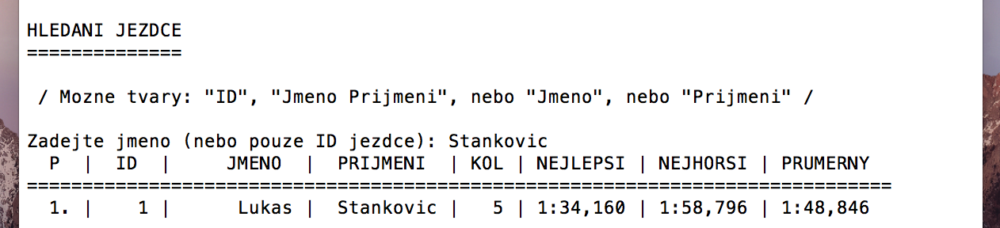 HLEDANI JEZDCE
==============
/ Mozne tvary: "ID", "Jmeno Prijmeni", nebo "Jmeno", nebo "Prijmeni" /
Zadejte jmeno (nebo pouze ID jezdce): Stankovic
P | ID | JMENO | PRIJMENI | KOL | NEJLEPSI | NEJHORSI | PRUMERNY
==============================================================================
1. | 1 | Lukas | Stankovic | 5 | 1:34,160 | 1:58,796 | 1:48,846